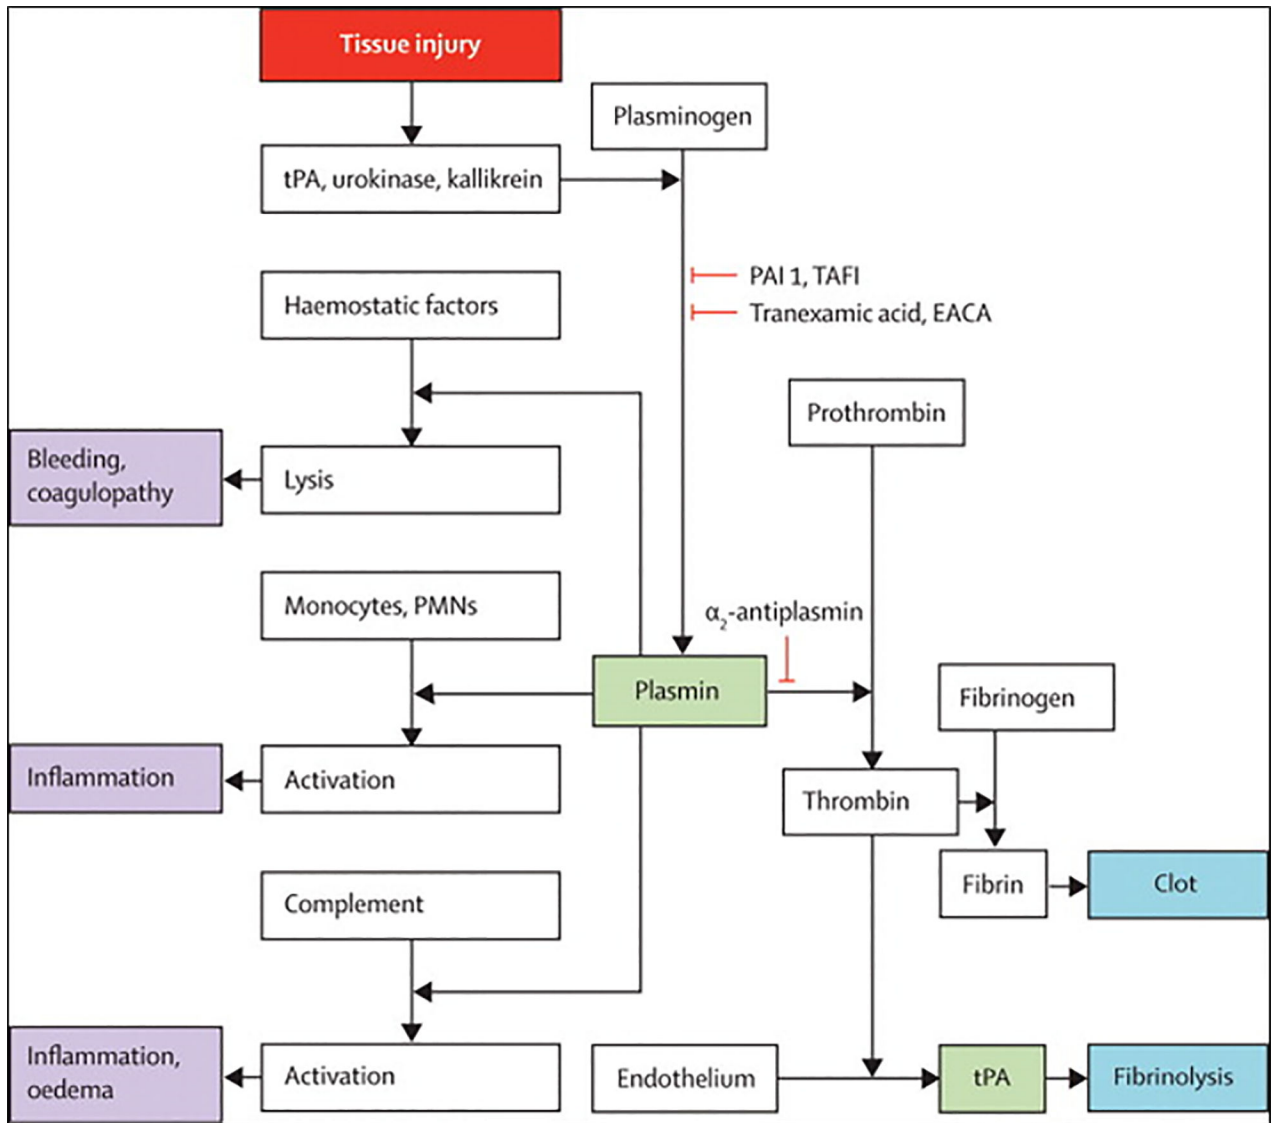 Tissue injury
Plasminogen
tPA, urokinase, kallikrein
PAI 1, TAFI
Haemostatic factors
Tranexamic acid, EACA
Prothrombin
Bleeding,
coagulopathy
Lysis
Monocytes, PMNs
α₂-antiplasmin
Plasmin
Fibrinogen
Inflammation
Activation
Thrombin
Fibrin
Clot
Complement
Inflammation,
oedema
Activation
Endothelium
tPA
Fibrinolysis